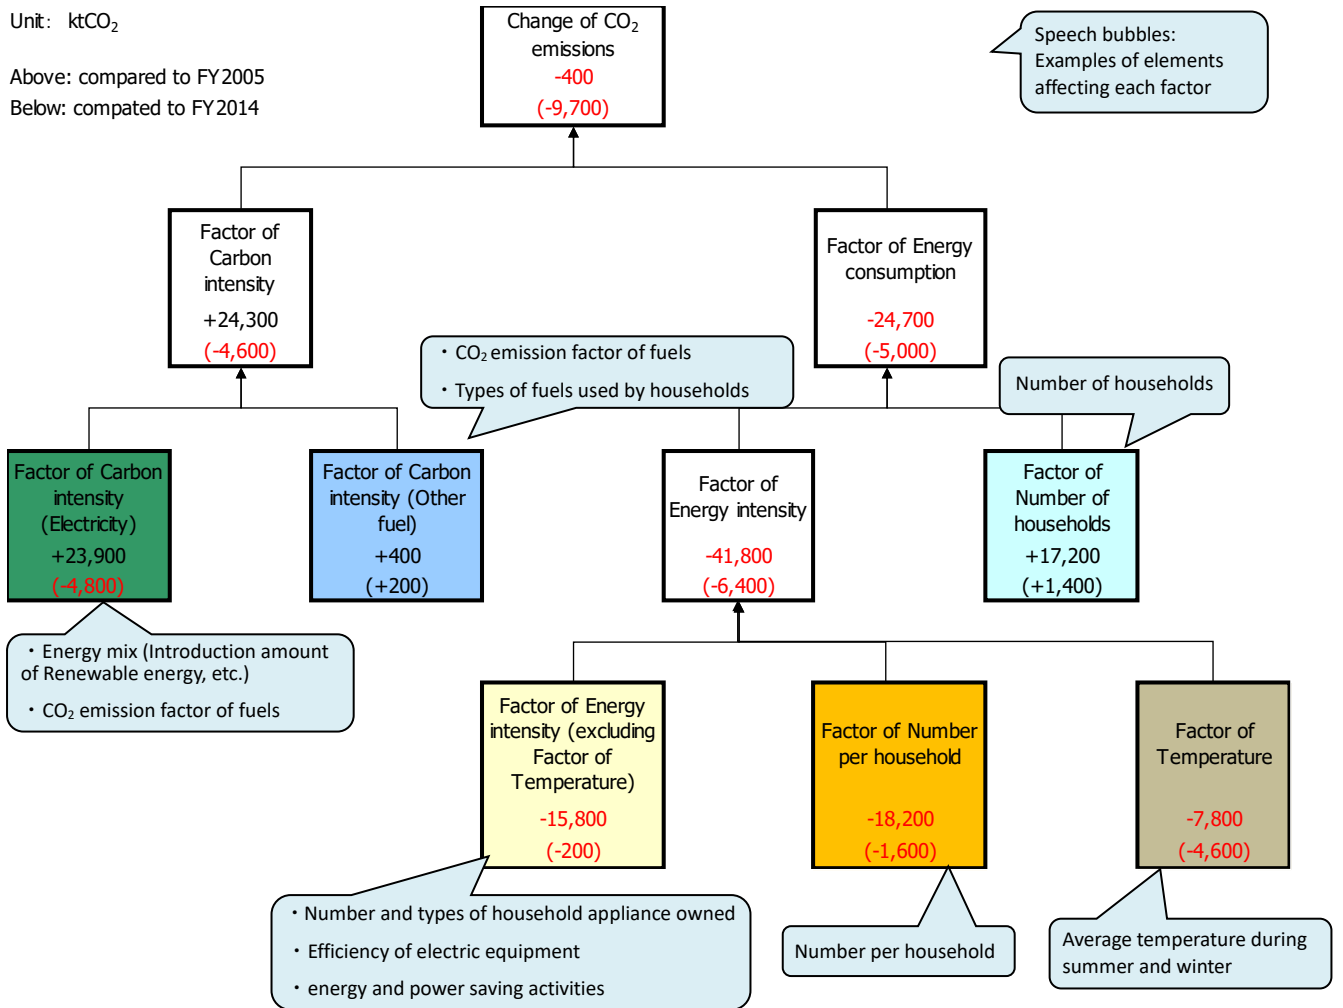 Unit: ktCO2
Above: compared to FY2005
Below: compated to FY2014
Change of CO2
emissions
-400
(-9,700)
Speech bubbles:
Examples of elements
affecting each factor
Factor of
Carbon
intensity
+24,300
(-4,600)
Factor of Energy
consumption
-24,700
(-5,000)
・CO2 emission factor of fuels
・Types of fuels used by households
Number of households
Factor of Carbon
intensity
(Electricity)
+23,900
(-4,800)
Factor of Carbon
intensity (Other
fuel)
+400
(+200)
Factor of
Energy intensity
-41,800
(-6,400)
Factor of
Number of
households
+17,200
(+1,400)
・Energy mix (Introduction amount
of Renewable energy, etc.)
・CO2 emission factor of fuels
Factor of Energy
intensity (excluding
Factor of
Temperature)
-15,800
(-200)
Factor of Number
per household
-18,200
(-1,600)
Factor of
Temperature
-7,800
(-4,600)
・Number and types of household appliance owned
・Efficiency of electric equipment
・energy and power saving activities
Number per household
Average temperature during
summer and winter